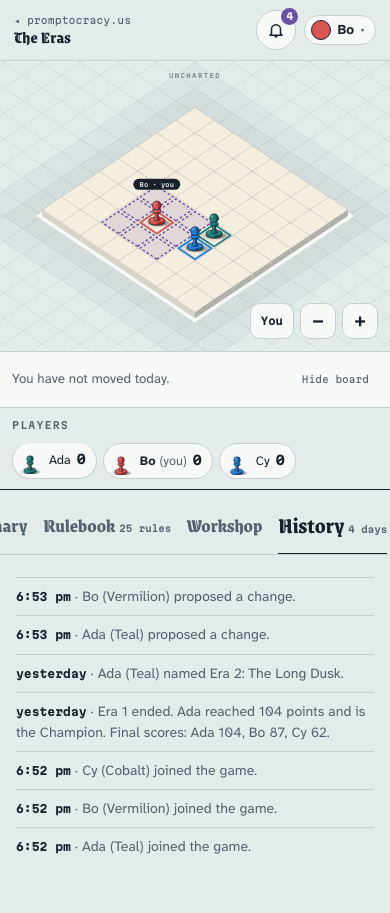 ◂ promptocracy.us
The Eras
4
Bo ▾
UNCHARTED
Bo · you
You
−
+
You have not moved today.
Hide board
PLAYERS
Ada 0
Bo (you) 0
Cy 0
ary
Rulebook 25 rules
Workshop
History 4 days
6:53 pm · Bo (Vermilion) proposed a change.
6:53 pm · Ada (Teal) proposed a change.
yesterday · Ada (Teal) named Era 2: The Long Dusk.
yesterday · Era 1 ended. Ada reached 104 points and is
the Champion. Final scores: Ada 104, Bo 87, Cy 62.
6:52 pm · Cy (Cobalt) joined the game.
6:52 pm · Bo (Vermilion) joined the game.
6:52 pm · Ada (Teal) joined the game.